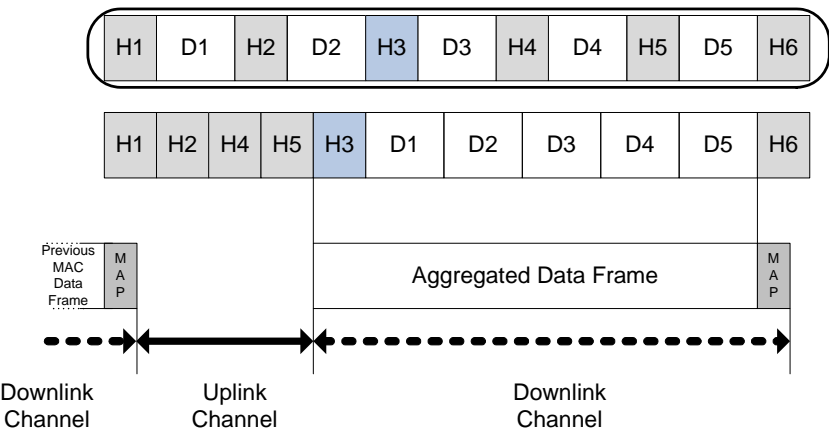 H1 D1 H2 D2 H3 D3 H4 D4 H5 D5 H6
H1 H2 H4 H5 H3 D1 D2 D3 D4 D5 H6
Previous
MAC
Data
Frame
M
A
P
Aggregated Data Frame
M
A
P
Downlink
Channel
Uplink
Channel
Downlink
Channel